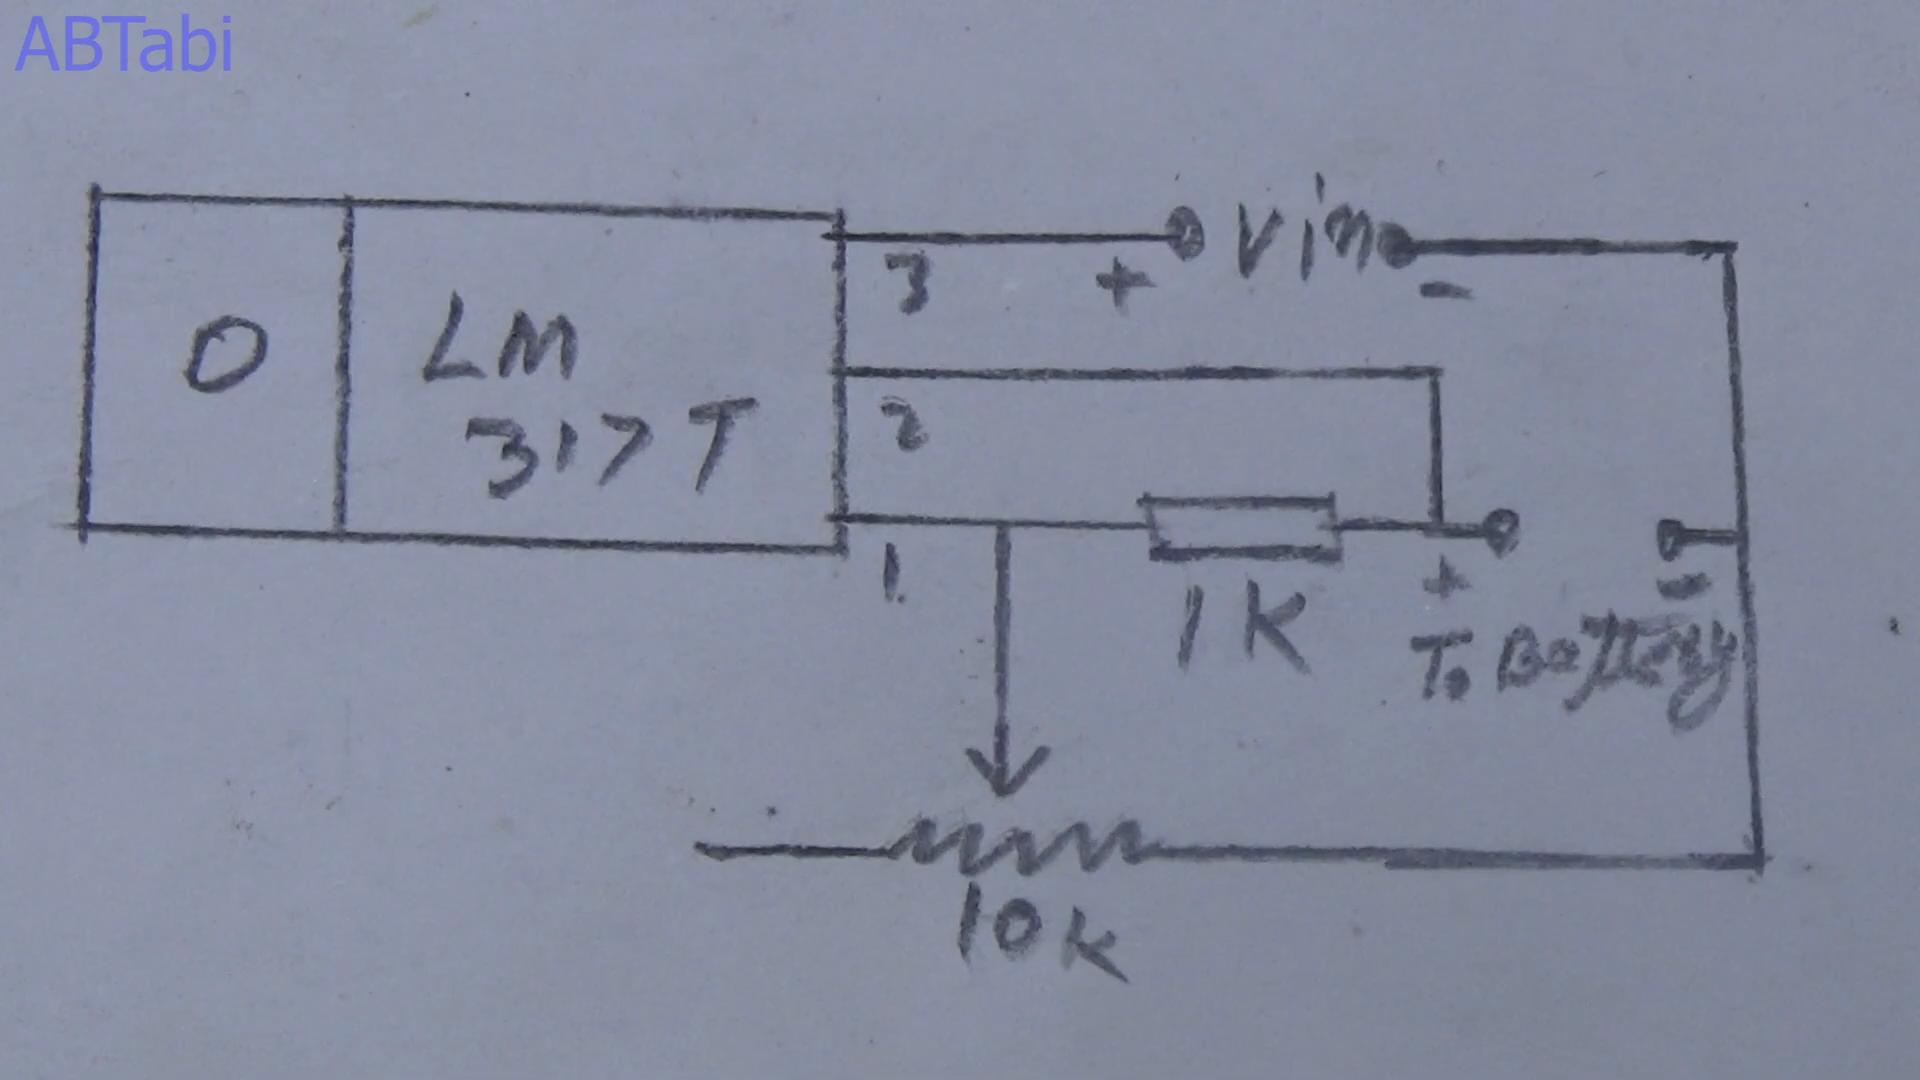 ABTabi
3
+
Vin
-
O
LM
317T
2
1.
1K
+
-
To Battery
10k